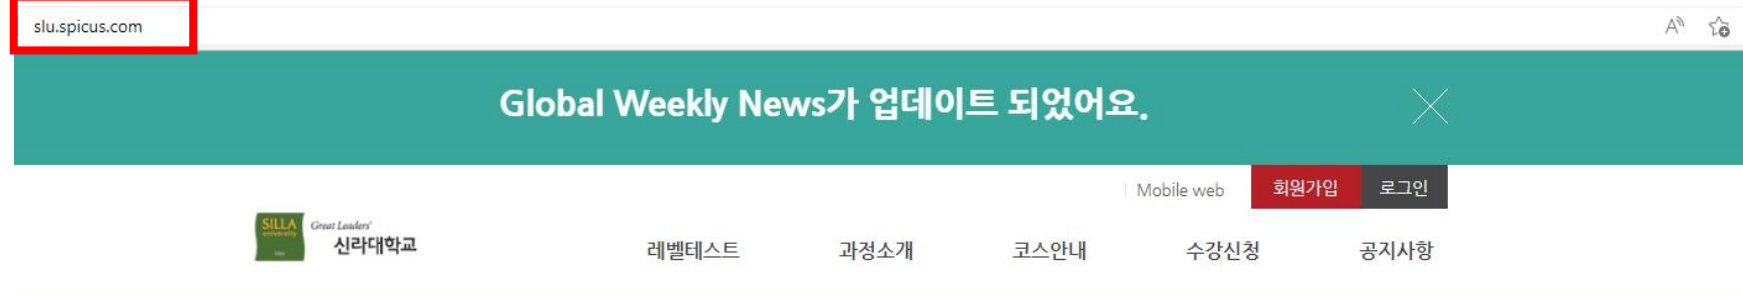 slu.spicus.com
Global Weekly News가 업데이트 되었어요.
Mobile web 회원가입 로그인
SILLA
university
Great Leaders'
신라대학교
레벨테스트 과정소개 코스안내 수강신청 공지사항